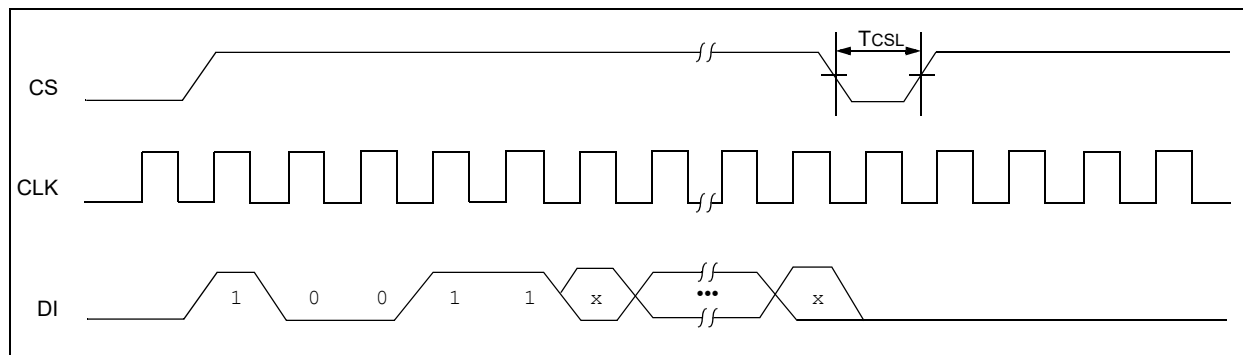 TCSL
CS
CLK
DI
1 0 0 1 1 x ••• x